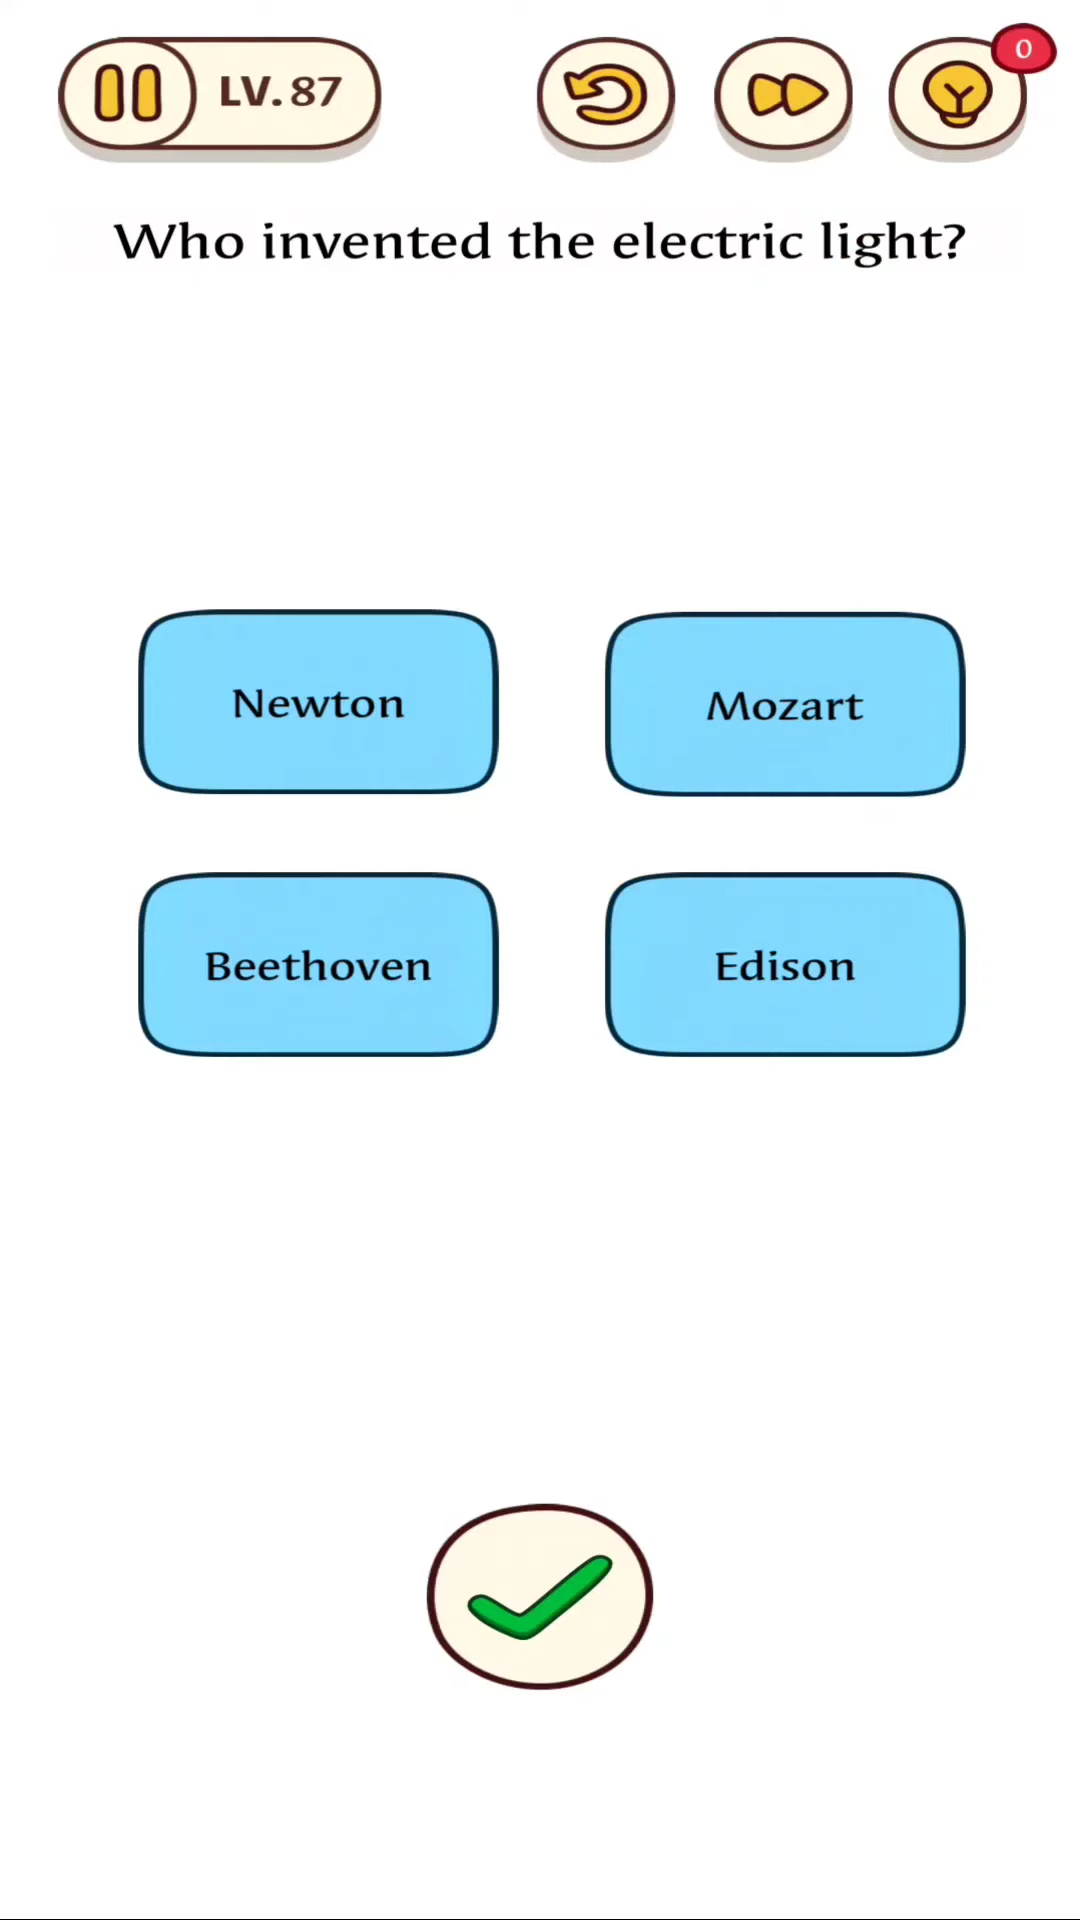 LV. 87
0
Who invented the electric light?
Newton
Mozart
Beethoven
Edison